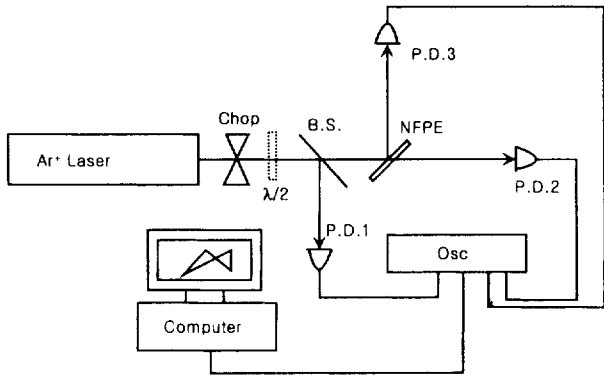 P.D.3
Chop
B.S.
NFPE
Ar⁺ Laser
λ/2
P.D.2
P.D.1
Osc
Computer